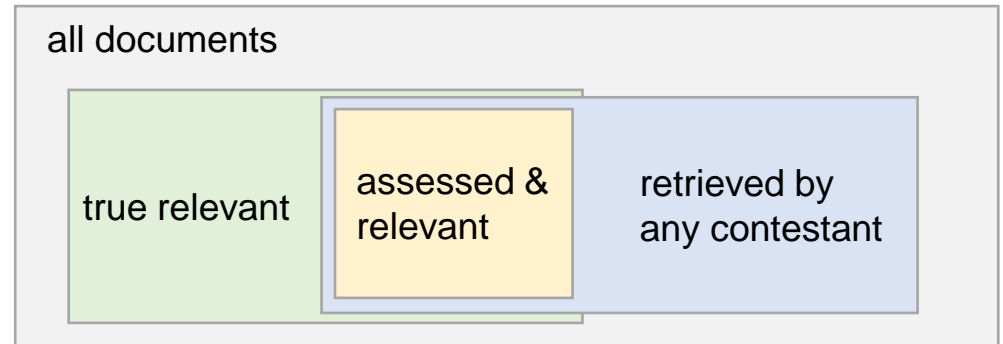 all documents
true relevant
assessed &
relevant
retrieved by
any contestant